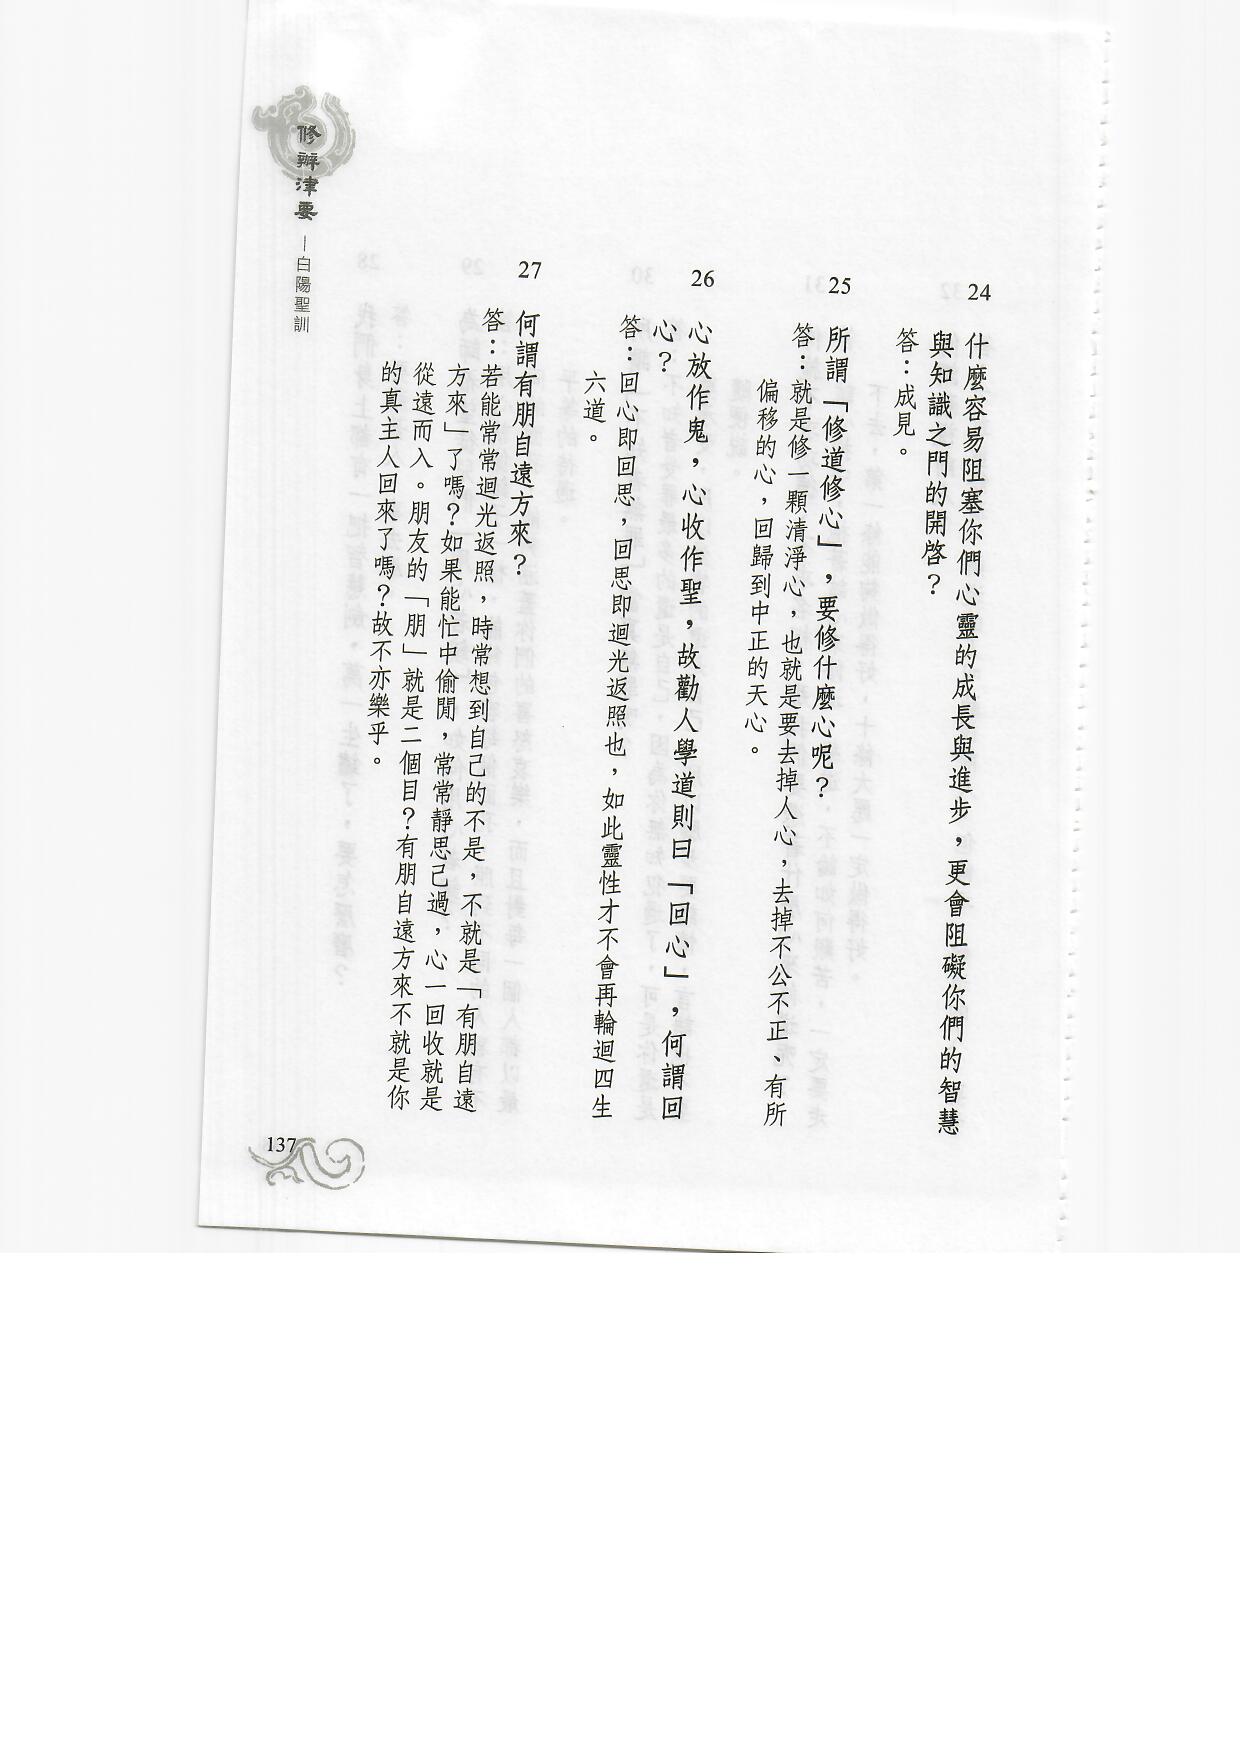 24
什麼容易阻塞你們心靈的成長與進步，更會阻礙你們的智慧
與知識之門的開啓？
答：成見。
25
所謂「修道修心」，要修什麼心呢？
答：就是修一顆清淨心，也就是要去掉人心，去掉不公不正、有所
偏移的心，回歸到中正的天心。
26
心放作鬼，心收作聖，故勸人學道則曰「回心」，何謂回
心？
答：回心即回思，回思即迴光返照也，如此靈性才不會再輪迴四生
六道。
27
何謂有朋自遠方來？
答：若能常常迴光返照，時常想到自己的不是，不就是「有朋自遠
方來」了嗎？如果能忙中偷閒，常常靜思己過，心一回收就是
從遠而入。朋友的「朋」就是二個目？有朋自遠方來不就是你
的真主人回來了嗎？故不亦樂乎。
修辦津要
—白陽聖訓
137